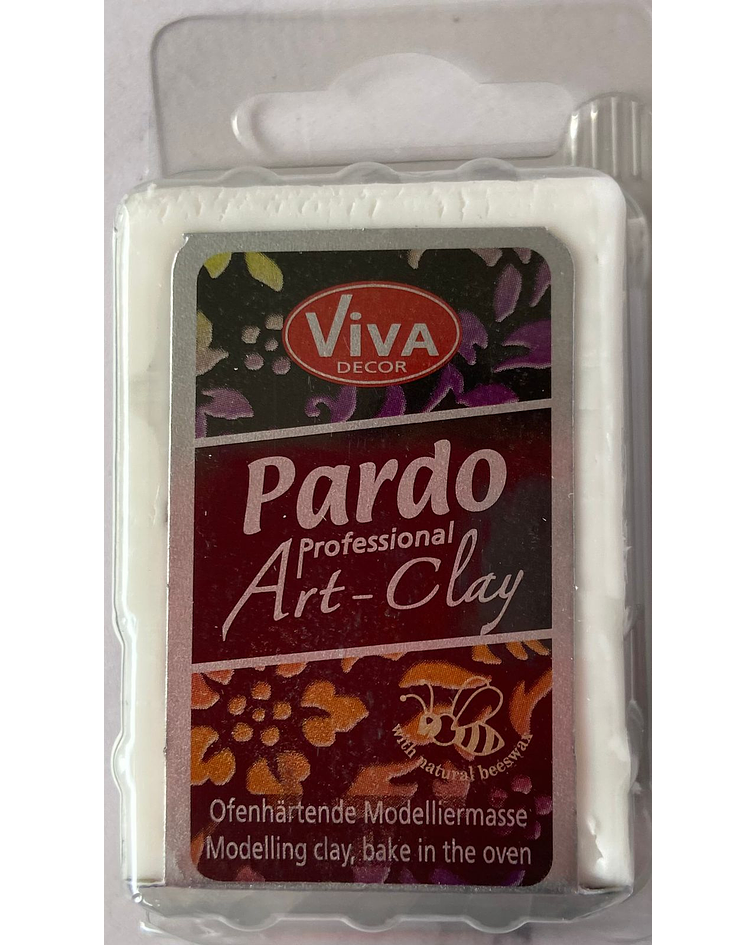 ViVA
DECOR
Pardo
Professional
Art-Clay
with natural beeswax
Ofenhärtende Modelliermasse
Modelling clay, bake in the oven